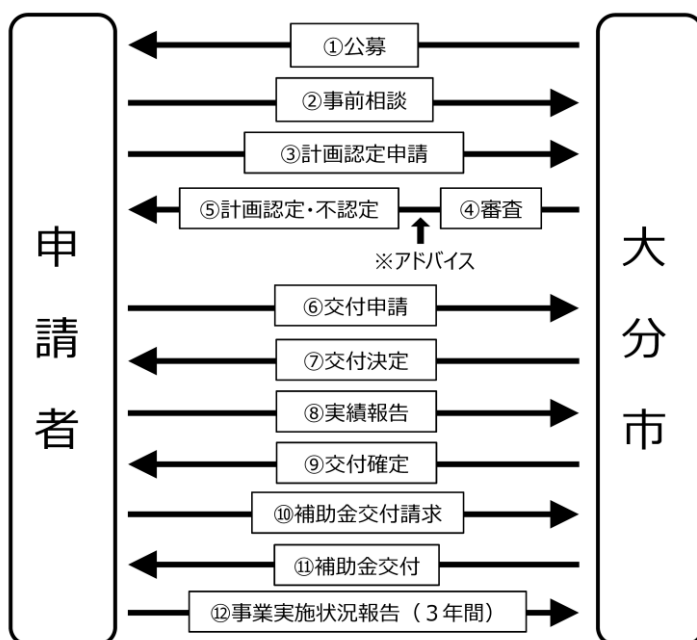 申請者
大分市
①公募
②事前相談
③計画認定申請
⑤計画認定・不認定
④審査
※アドバイス
⑥交付申請
⑦交付決定
⑧実績報告
⑨交付確定
⑩補助金交付請求
⑪補助金交付
⑫事業実施状況報告（３年間）